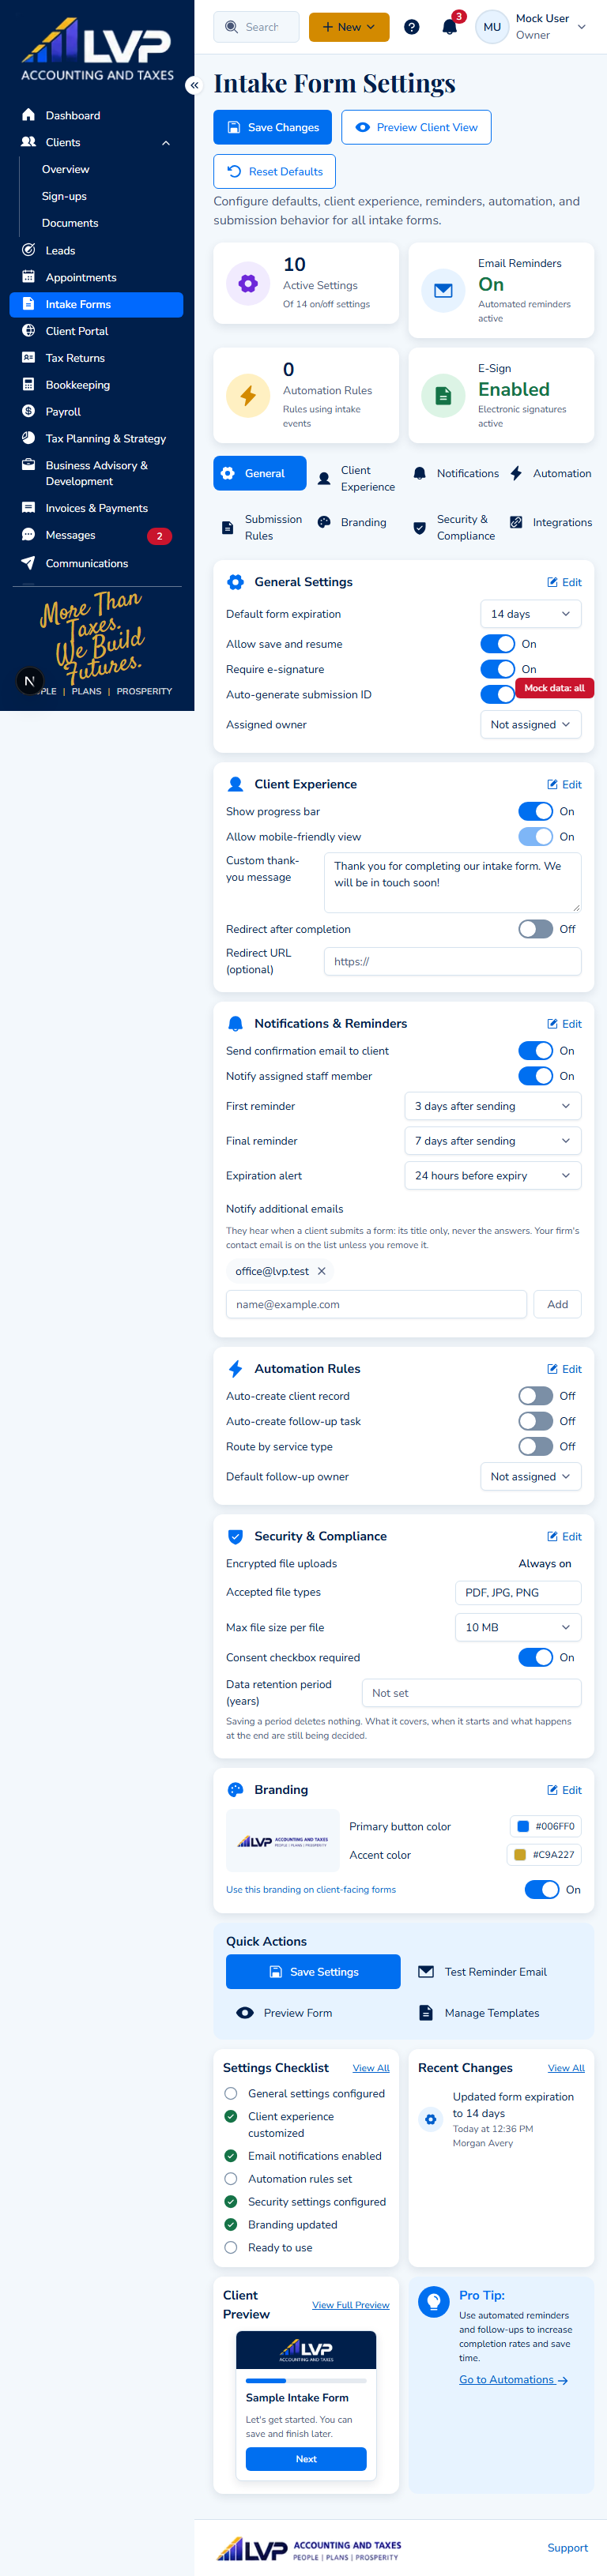 LVP
ACCOUNTING AND TAXES
Dashboard
Clients
Overview
Sign-ups
Documents
Leads
Appointments
Intake Forms
Client Portal
Tax Returns
Bookkeeping
Payroll
Tax Planning & Strategy
Business Advisory &
Development
Invoices & Payments
Messages 2
Communications
More Than
Taxes.
We Build
Futures.
N
PLE | PLANS | PROSPERITY
Search
+ New
3
MU
Mock User
Owner
Intake Form Settings
Save Changes
Preview Client View
Reset Defaults
Configure defaults, client experience, reminders, automation, and
submission behavior for all intake forms.
10
Active Settings
Of 14 on/off settings
Email Reminders
On
Automated reminders
active
0
Automation Rules
Rules using intake
events
E-Sign
Enabled
Electronic signatures
active
General
Client
Experience
Notifications
Automation
Submission
Rules
Branding
Security &
Compliance
Integrations
General Settings
Edit
Default form expiration
14 days
Allow save and resume
On
Require e-signature
On
Auto-generate submission ID
Mock data: all
Assigned owner
Not assigned
Client Experience
Edit
Show progress bar
On
Allow mobile-friendly view
On
Custom thank-
you message
Thank you for completing our intake form. We
will be in touch soon!
Redirect after completion
Off
Redirect URL
(optional)
https://
Notifications & Reminders
Edit
Send confirmation email to client
On
Notify assigned staff member
On
First reminder
3 days after sending
Final reminder
7 days after sending
Expiration alert
24 hours before expiry
Notify additional emails
They hear when a client submits a form: its title only, never the answers. Your firm's
contact email is on the list unless you remove it.
office@lvp.test ×
name@example.com
Add
Automation Rules
Edit
Auto-create client record
Off
Auto-create follow-up task
Off
Route by service type
Off
Default follow-up owner
Not assigned
Security & Compliance
Edit
Encrypted file uploads
Always on
Accepted file types
PDF, JPG, PNG
Max file size per file
10 MB
Consent checkbox required
On
Data retention period
(years)
Not set
Saving a period deletes nothing. What it covers, when it starts and what happens
at the end are still being decided.
Branding
Edit
LVP ACCOUNTING AND TAXES
PEOPLE | PLANS | PROSPERITY
Primary button color
#006FF0
Accent color
#C9A227
Use this branding on client-facing forms
On
Quick Actions
Save Settings
Test Reminder Email
Preview Form
Manage Templates
Settings Checklist
View All
General settings configured
Client experience
customized
Email notifications enabled
Automation rules set
Security settings configured
Branding updated
Ready to use
Recent Changes
View All
Updated form expiration
to 14 days
Today at 12:36 PM
Morgan Avery
Client
Preview
View Full Preview
LVP
ACCOUNTING AND TAXES
Sample Intake Form
Let's get started. You can
save and finish later.
Next
Pro Tip:
Use automated reminders
and follow-ups to increase
completion rates and save
time.
Go to Automations →
LVP ACCOUNTING AND TAXES
PEOPLE | PLANS | PROSPERITY
Support